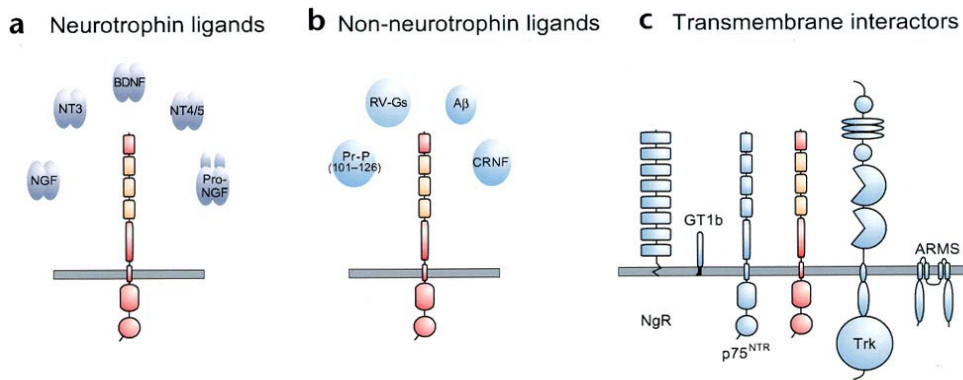 a Neurotrophin ligands
b Non-neurotrophin ligands
c Transmembrane interactors
BDNF
NT3
NT4/5
NGF
Pro-
NGF
RV-Gs
Aβ
Pr-P
(101–126)
CRNF
GT1b
ARMS
NgR
p75NTR
Trk